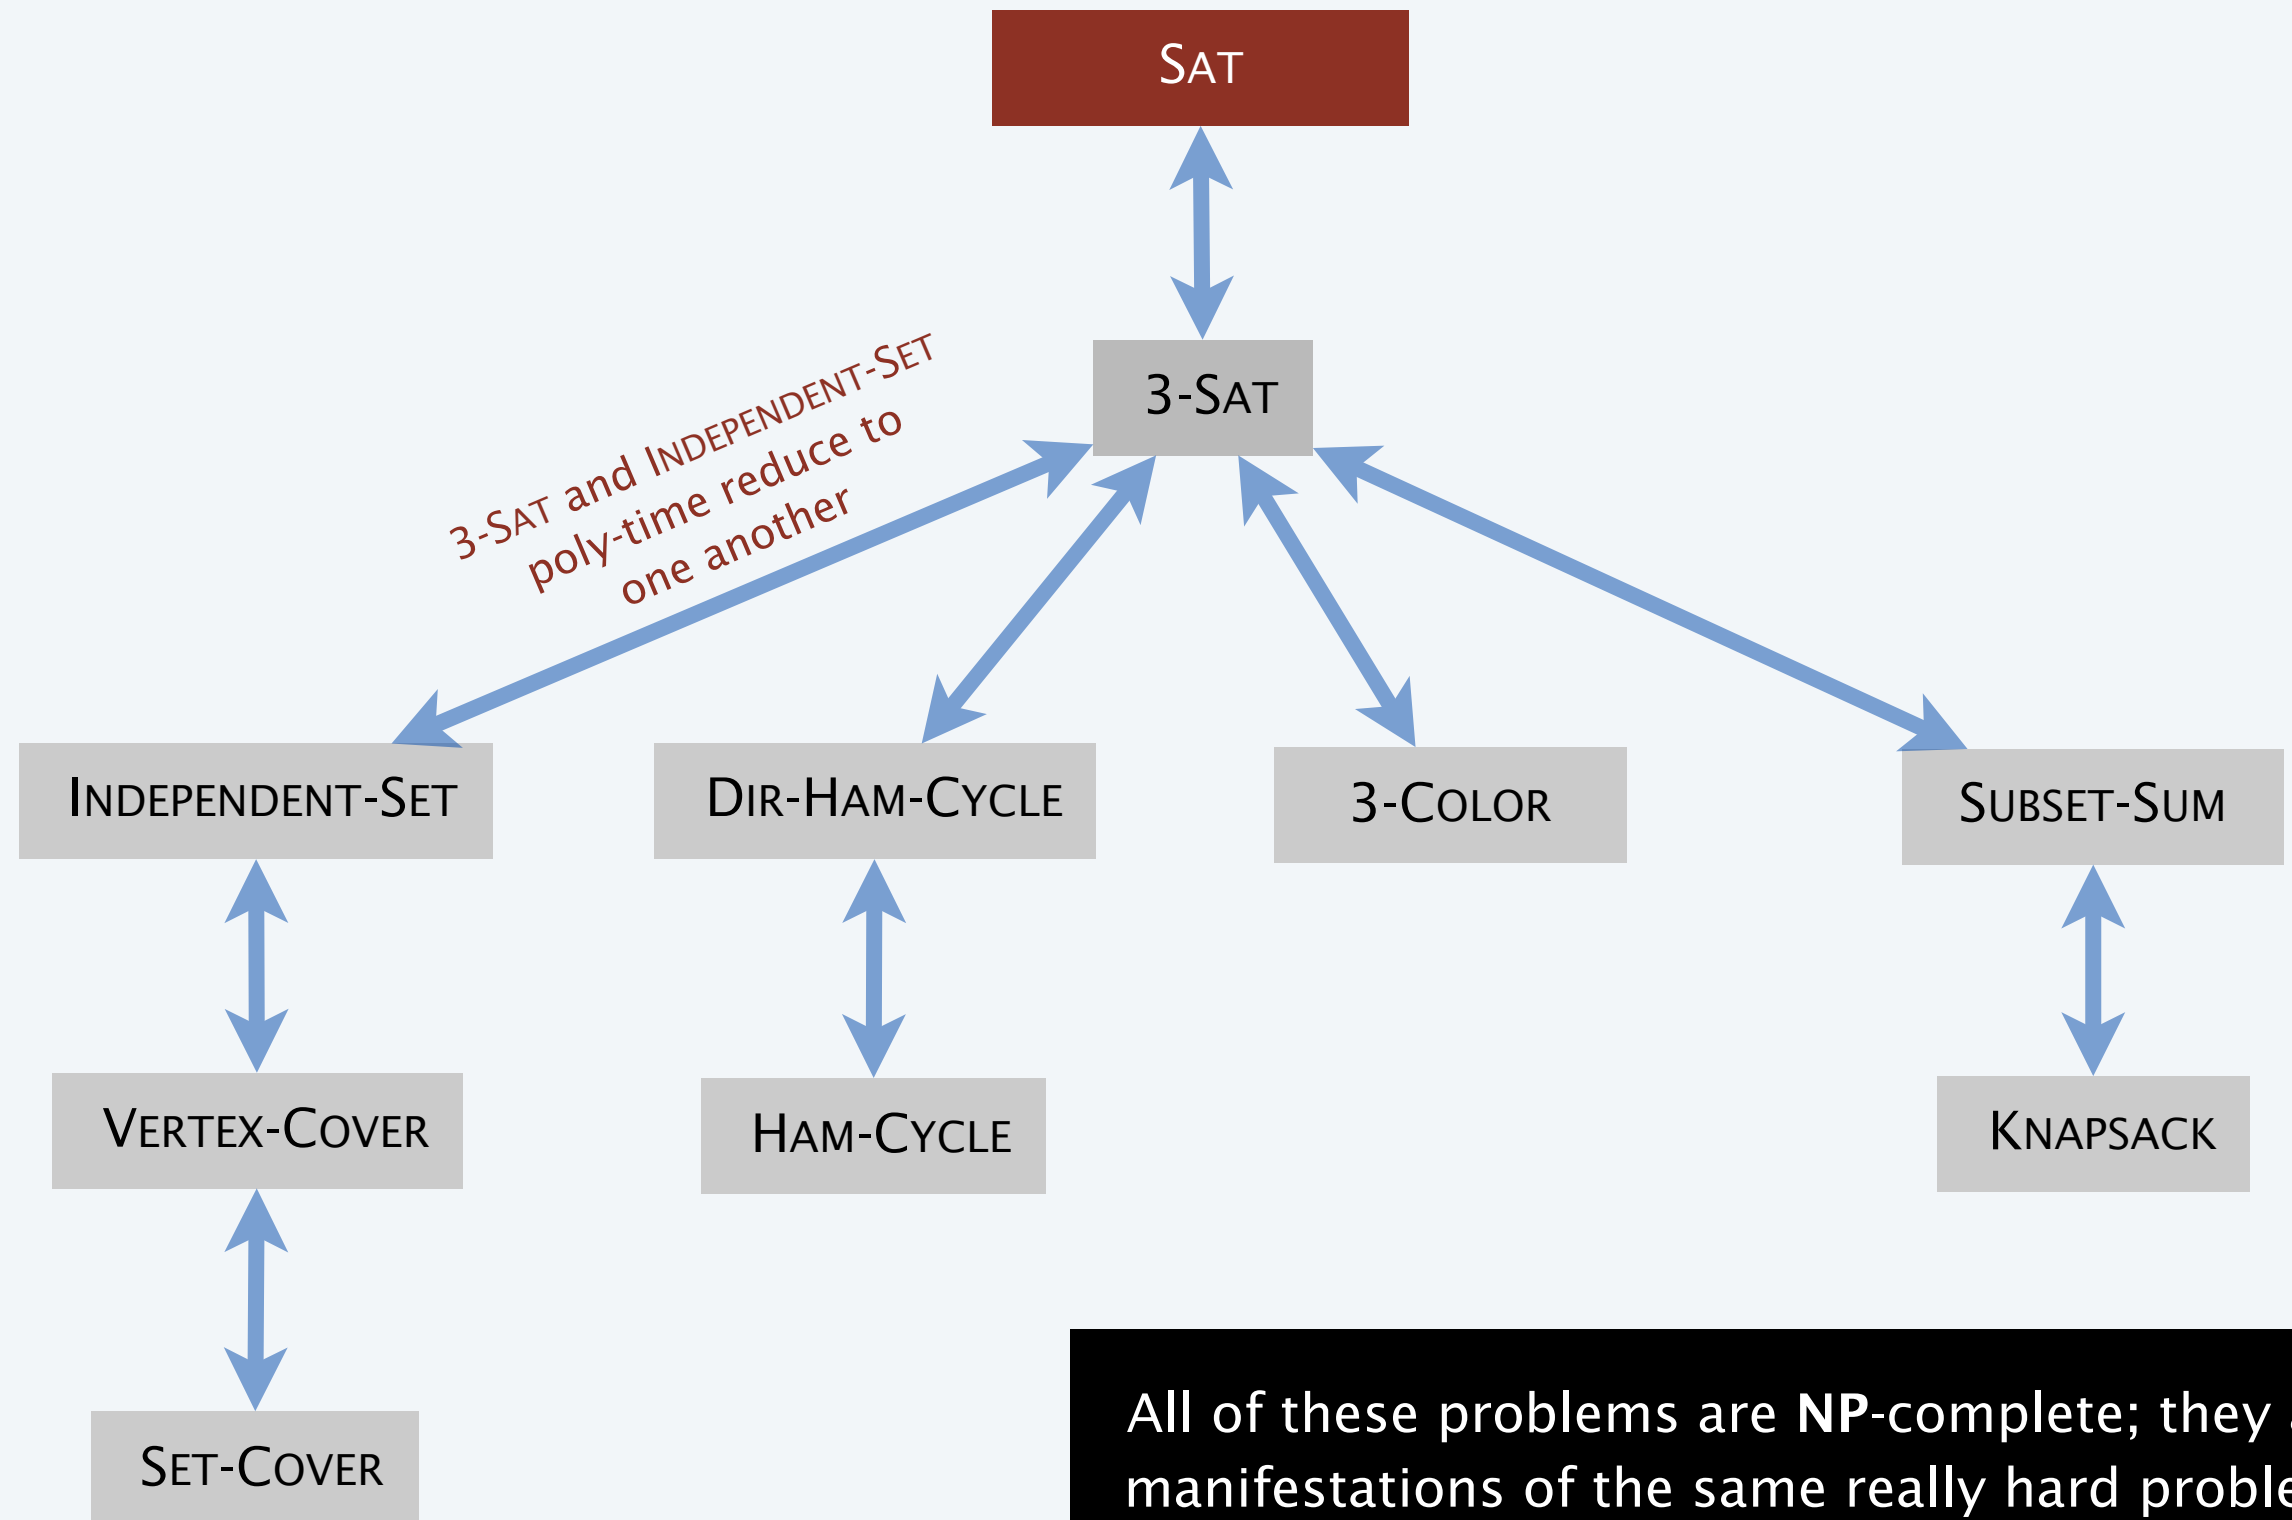 SAT
3-SAT and INDEPENDENT-SET
poly-time reduce to
one another
3-SAT
INDEPENDENT-SET
DIR-HAM-CYCLE
3-COLOR
SUBSET-SUM
VERTEX-COVER
HAM-CYCLE
KNAPSACK
SET-COVER
All of these problems are NP-complete; they
manifestations of the same really hard